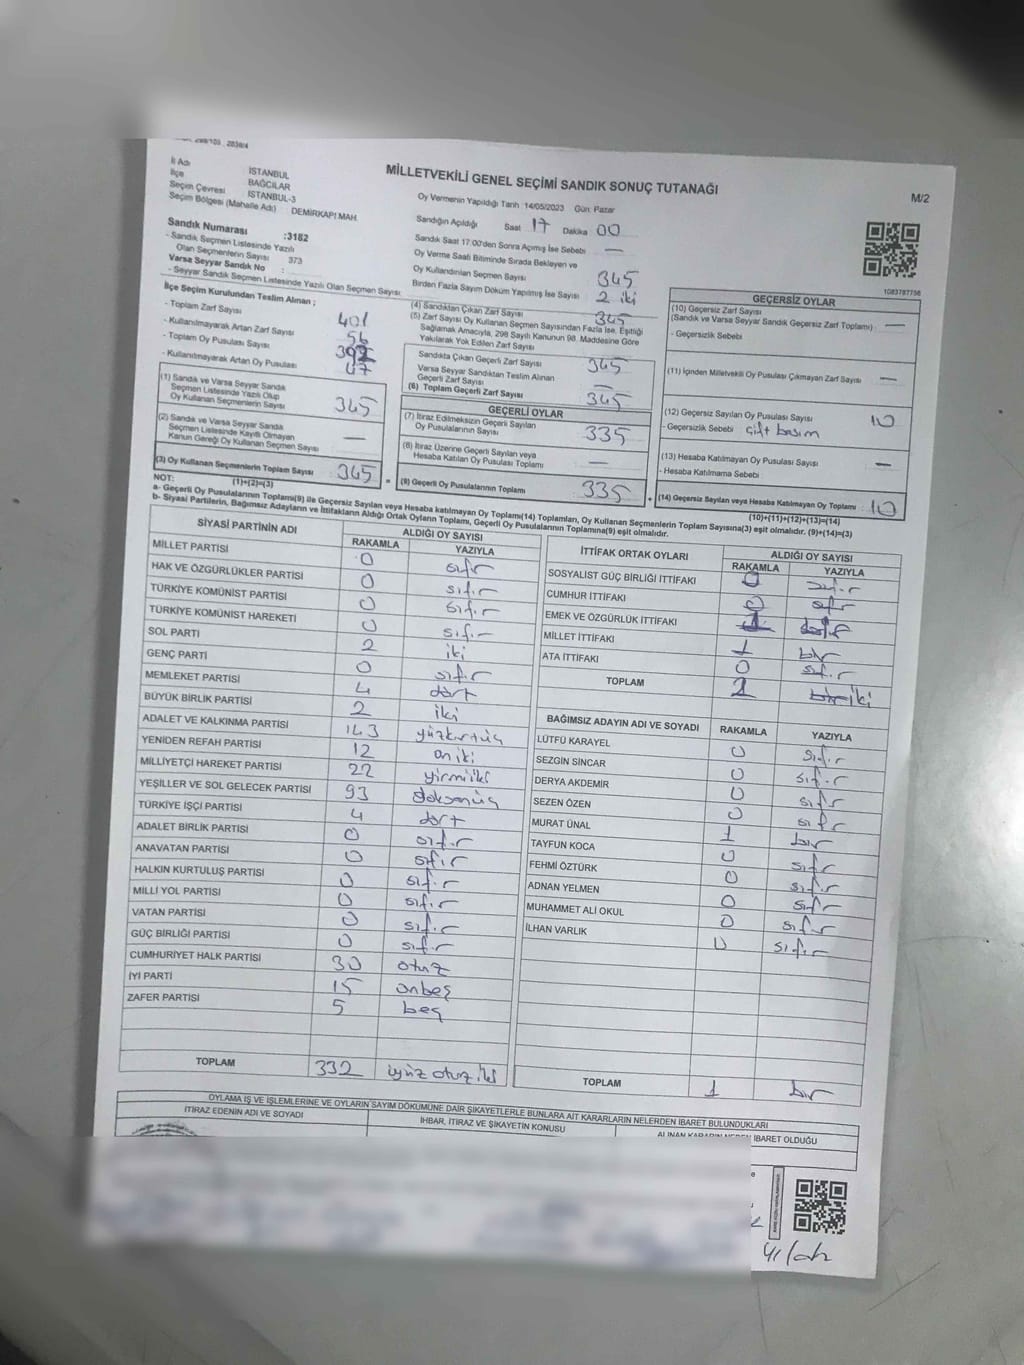 İl Adı : İSTANBUL
İlçe : BAĞCILAR
Seçim Çevresi : İSTANBUL-3
Seçim Bölgesi (Mahalle Adı) : DEMİRKAPI MAH.
Sandık Numarası :3182
- Sandık Seçmen Listesinde Yazılı
Olan Seçmenlerin Sayısı 373
Varsa Seyyar Sandık No :
- Seyyar Sandık Seçmen Listesinde Yazılı Olan Seçmen Sayısı
MİLLETVEKİLİ GENEL SEÇİMİ SANDIK SONUÇ TUTANAĞI
M/2
Oy Vermenin Yapıldığı Tarih :14/05/2023 Gün: Pazar
Sandığın Açıldığı Saat 17 Dakika 00
Sandık Saat 17:00'den Sonra Açılmış İse Sebebi —
Oy Verme Saati Bitiminde Sırada Bekleyen ve
Oy Kullandırılan Seçmen Sayısı 345
Birden Fazla Sayım Döküm Yapılmış İse Sayısı 2 iki
1083787758
İlçe Seçim Kurulundan Teslim Alınan ;
- Toplam Zarf Sayısı 401
- Kullanılmayarak Artan Zarf Sayısı 56
- Toplam Oy Pusulası Sayısı 392
- Kullanılmayarak Artan Oy Pusulası 47
(1) Sandık ve Varsa Seyyar Sandık
Seçmen Listesinde Yazılı Olup
Oy Kullanan Seçmenlerin Sayısı 345
(2) Sandık ve Varsa Seyyar Sandık
Seçmen Listesinde Kayıtlı Olmayan
Kanun Gereği Oy Kullanan Seçmen Sayısı —
(3) Oy Kullanan Seçmenlerin Toplam Sayısı 345
(1)+(2)=(3)
(4) Sandıktan Çıkan Zarf Sayısı 345
(5) Zarf Sayısı Oy Kullanan Seçmen Sayısından Fazla İse, Eşitliği
Sağlamak Amacıyla, 298 Sayılı Kanunun 98. Maddesine Göre
Yakılarak Yok Edilen Zarf Sayısı
Sandıkta Çıkan Geçerli Zarf Sayısı 345
Varsa Seyyar Sandıktan Teslim Alınan
Geçerli Zarf Sayısı —
(6) Toplam Geçerli Zarf Sayısı 345
GEÇERLİ OYLAR
(7) İtiraz Edilmeksizin Geçerli Sayılan
Oy Pusulalarının Sayısı 335
(8) İtiraz Üzerine Geçerli Sayılan veya
Hesaba Katılan Oy Pusulası Toplamı —
= (9) Geçerli Oy Pusulalarının Toplamı 335
GEÇERSİZ OYLAR
(10) Geçersiz Zarf Sayısı
(Sandık ve Varsa Seyyar Sandık Geçersiz Zarf Toplamı) : —
- Geçersizlik Sebebi :
(11) İçinden Milletvekili Oy Pusulası Çıkmayan Zarf Sayısı —
(12) Geçersiz Sayılan Oy Pusulası Sayısı 10
- Geçersizlik Sebebi çift basım
(13) Hesaba Katılmayan Oy Pusulası Sayısı —
- Hesaba Katılmama Sebebi
+ (14) Geçersiz Sayılan veya Hesaba Katılmayan Oy Toplamı : 10
(10)+(11)+(12)+(13)=(14)
NOT:
a- Geçerli Oy Pusulalarının Toplamı(9) ile Geçersiz Sayılan veya Hesaba katılmayan Oy Toplamı(14) Toplamları, Oy Kullanan Seçmenlerin Toplam Sayısına(3) eşit olmalıdır. (9)+(14)=(3)
b- Siyasi Partilerin, Bağımsız Adayların ve İttifakların Aldığı Ortak Oyların Toplamı, Geçerli Oy Pusulalarının Toplamına(9) eşit olmalıdır.
SİYASİ PARTİNİN ADI ALDIĞI OY SAYISI
RAKAMLA YAZIYLA
MİLLET PARTİSİ 0 sıfır
HAK VE ÖZGÜRLÜKLER PARTİSİ 0 sıfır
TÜRKİYE KOMÜNİST PARTİSİ 0 sıfır
TÜRKİYE KOMÜNİST HAREKETİ 0 sıfır
SOL PARTİ 2 iki
GENÇ PARTİ 0 sıfır
MEMLEKET PARTİSİ 4 dört
BÜYÜK BİRLİK PARTİSİ 2 iki
ADALET VE KALKINMA PARTİSİ 143 yüzkırküç
YENİDEN REFAH PARTİSİ 12 oniki
MİLLİYETÇİ HAREKET PARTİSİ 22 yirmiiki
YEŞİLLER VE SOL GELECEK PARTİSİ 93 doksanüç
TÜRKİYE İŞÇİ PARTİSİ 4 dört
ADALET BİRLİK PARTİSİ 0 sıfır
ANAVATAN PARTİSİ 0 sıfır
HALKIN KURTULUŞ PARTİSİ 0 sıfır
MİLLİ YOL PARTİSİ 0 sıfır
VATAN PARTİSİ 0 sıfır
GÜÇ BİRLİĞİ PARTİSİ 0 sıfır
CUMHURİYET HALK PARTİSİ 30 otuz
İYİ PARTİ 15 onbeş
ZAFER PARTİSİ 5 beş
TOPLAM 332 üçyüz otuz iki
İTTİFAK ORTAK OYLARI ALDIĞI OY SAYISI
RAKAMLA YAZIYLA
SOSYALİST GÜÇ BİRLİĞİ İTTİFAKI 0 sıfır
CUMHUR İTTİFAKI 0 sıfır
EMEK VE ÖZGÜRLÜK İTTİFAKI 1
MİLLET İTTİFAKI 1 bir
ATA İTTİFAKI 0 sıfır
TOPLAM 2 bir iki
BAĞIMSIZ ADAYIN ADI VE SOYADI RAKAMLA YAZIYLA
LÜTFÜ KARAYEL 0 sıfır
SEZGİN SİNCAR 0 sıfır
DERYA AKDEMİR 0 sıfır
SEZEN ÖZEN 0 sıfır
MURAT ÜNAL 1 bir
TAYFUN KOCA 0 sıfır
FEHMİ ÖZTÜRK 0 sıfır
ADNAN YELMEN 0 sıfır
MUHAMMET ALİ OKUL 0 sıfır
İLHAN VARLIK 0 sıfır
TOPLAM 1 bir
OYLAMA İŞ VE İŞLEMLERİNE VE OYLARIN SAYIM DÖKÜMÜNE DAİR ŞİKAYETLERLE BUNLARA AİT KARARLARIN NELERDEN İBARET BULUNDUKLARI
İTİRAZ EDENİN ADI VE SOYADI İHBAR, İTİRAZ VE ŞİKAYETİN KONUSU ALINAN KARARIN NEDEN İBARET OLDUĞU